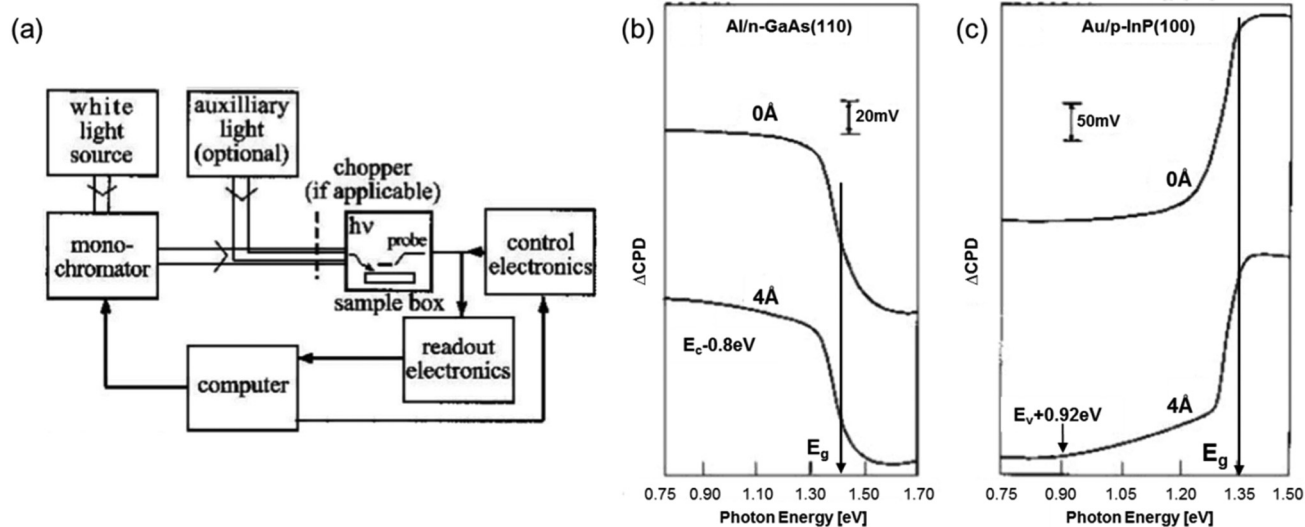 (a)
white
light
source
auxilliary
light
(optional)
chopper
(if applicable)
mono-
chromator
hν
probe
sample box
control
electronics
readout
electronics
computer
(b)
Al/n-GaAs(110)
0Å
20mV
4Å
Ec-0.8eV
Eg
ΔCPD
0.75 0.90 1.10 1.40 1.50 1.70
Photon Energy [eV]
(c)
Au/p-InP(100)
50mV
0Å
4Å
Ev+0.92eV
Eg
ΔCPD
0.75 0.90 1.05 1.20 1.35 1.50
Photon Energy [eV]